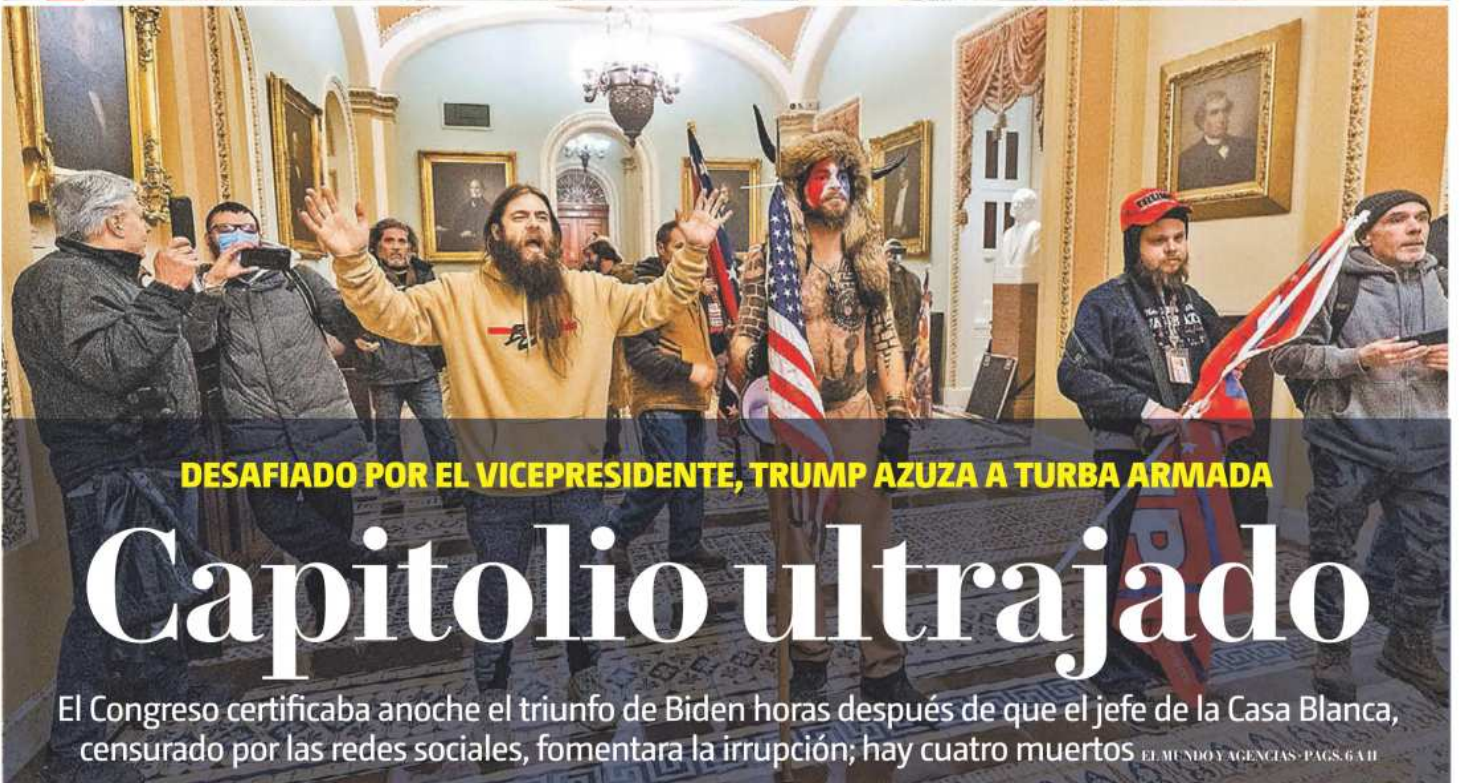 TRUMP
DESAFIADO POR EL VICEPRESIDENTE, TRUMP AZUZA A TURBA ARMADA
Capitolio ultrajado
El Congreso certificaba anoche el triunfo de Biden horas después de que el jefe de la Casa Blanca,
censurado por las redes sociales, fomentara la irrupción; hay cuatro muertos EL MUNDO Y AGENCIAS - PAGS. 6 A 11